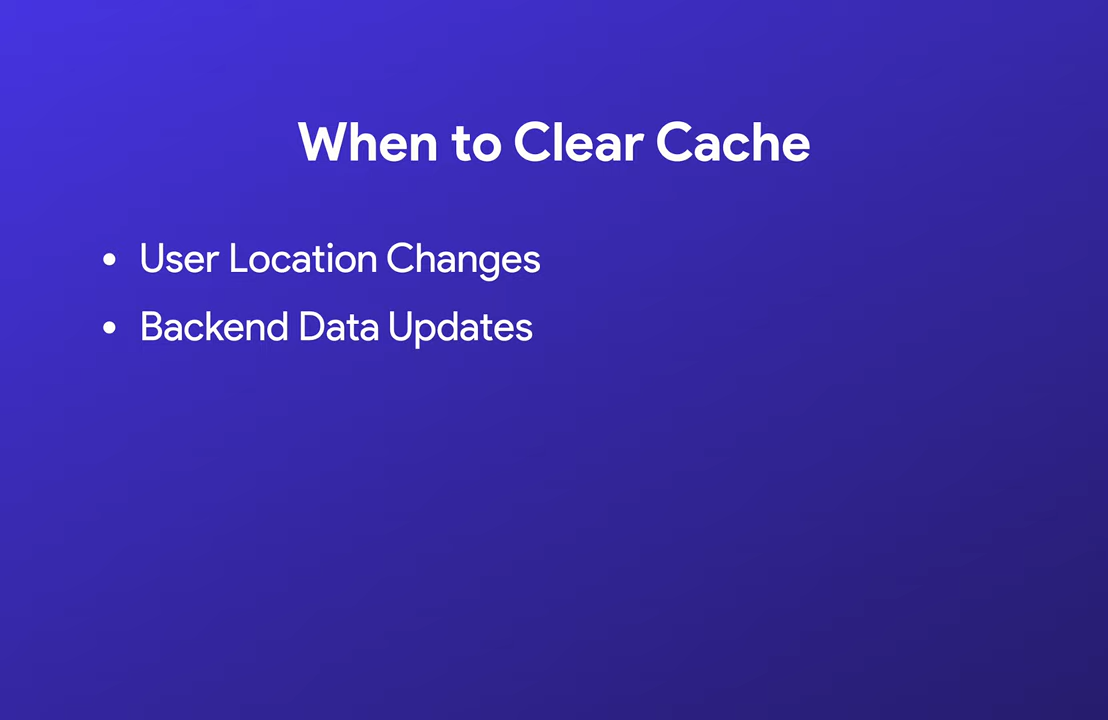 When to Clear Cache
• User Location Changes
• Backend Data Updates